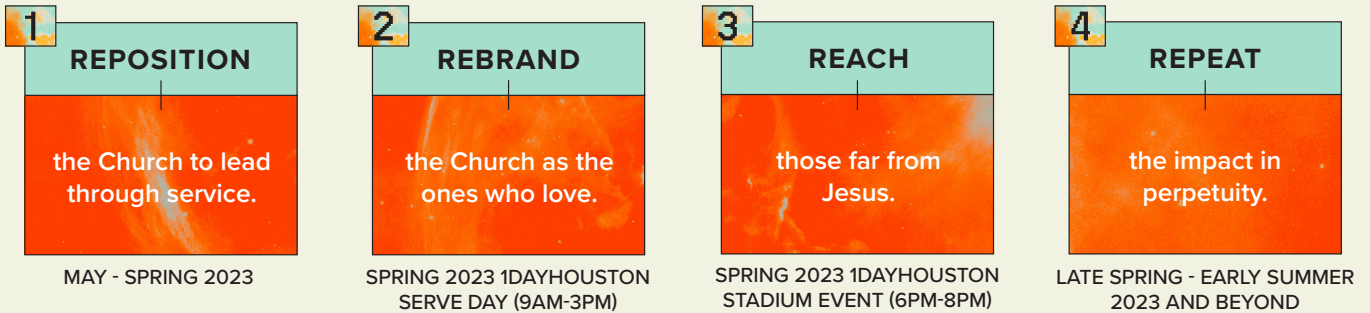 1
REPOSITION
the Church to lead
through service.
MAY - SPRING 2023
2
REBRAND
the Church as the
ones who love.
SPRING 2023 1DAYHOUSTON
SERVE DAY (9AM-3PM)
3
REACH
those far from
Jesus.
SPRING 2023 1DAYHOUSTON
STADIUM EVENT (6PM-8PM)
4
REPEAT
the impact in
perpetuity.
LATE SPRING - EARLY SUMMER
2023 AND BEYOND